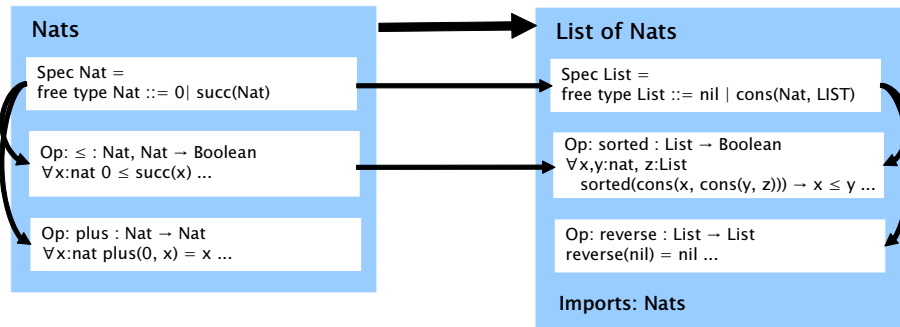 Nats
Spec Nat =
free type Nat ::= 0| succ(Nat)
Op: ≤ : Nat, Nat → Boolean
∀x:nat 0 ≤ succ(x) ...
Op: plus : Nat → Nat
∀x:nat plus(0, x) = x ...
List of Nats
Spec List =
free type List ::= nil | cons(Nat, LIST)
Op: sorted : List → Boolean
∀x,y:nat, z:List
sorted(cons(x, cons(y, z))) → x ≤ y ...
Op: reverse : List → List
reverse(nil) = nil ...
Imports: Nats